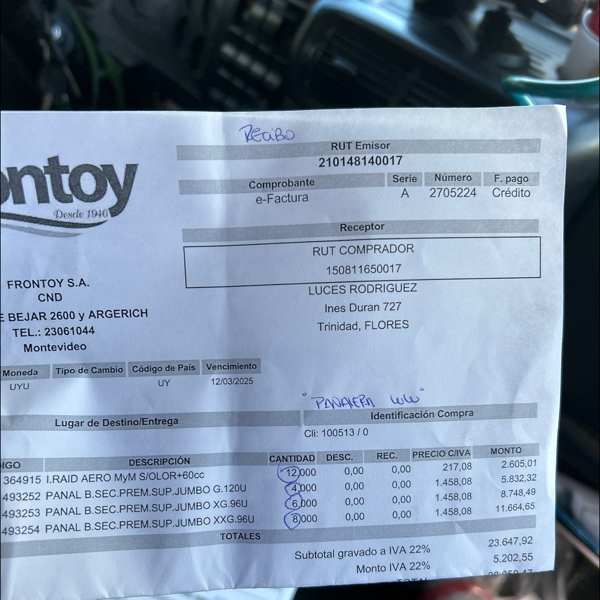 RECIBO
RUT Emisor
210148140017
Comprobante Serie Número F. pago
e-Factura A 2705224 Crédito
ontoy
Desde 1946
Receptor
RUT COMPRADOR
150811650017
LUCES RODRIGUEZ
Ines Duran 727
Trinidad, FLORES
FRONTOY S.A.
CND
E BEJAR 2600 y ARGERICH
TEL.: 23061044
Montevideo
Moneda Tipo de Cambio Código de País Vencimiento
UYU UY 12/03/2025
"PAÑALERA LULU"
Lugar de Destino/Entrega Identificación Compra
Cli: 100513 / 0
IGO DESCRIPCIÓN CANTIDAD DESC. REC. PRECIO C/IVA MONTO
364915 I.RAID AERO MyM S/OLOR+60cc 12,000 0,00 0,00 217,08 2.605,01
493252 PANAL B.SEC.PREM.SUP.JUMBO G.120U 4,000 0,00 0,00 1.458,08 5.832,32
493253 PANAL B.SEC.PREM.SUP.JUMBO XG.96U 6,000 0,00 0,00 1.458,08 8.748,49
493254 PANAL B.SEC.PREM.SUP.JUMBO XXG.96U 8,000 0,00 0,00 1.458,08 11.664,65
TOTALES
Subtotal gravado a IVA 22% 23.647,92
Monto IVA 22% 5.202,55